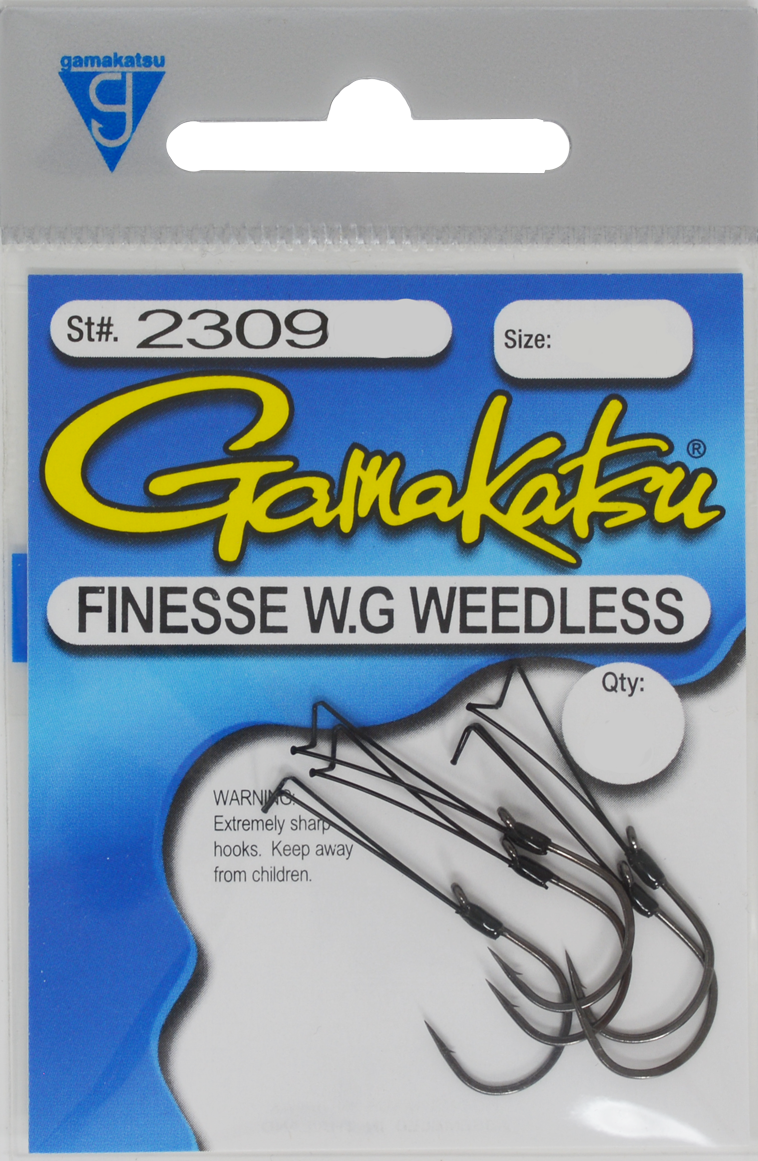 gamakatsu
St#. 2309
Size:
Gamakatsu®
FINESSE W.G WEEDLESS
Qty:
WARNING:
Extremely sharp
hooks. Keep away
from children.